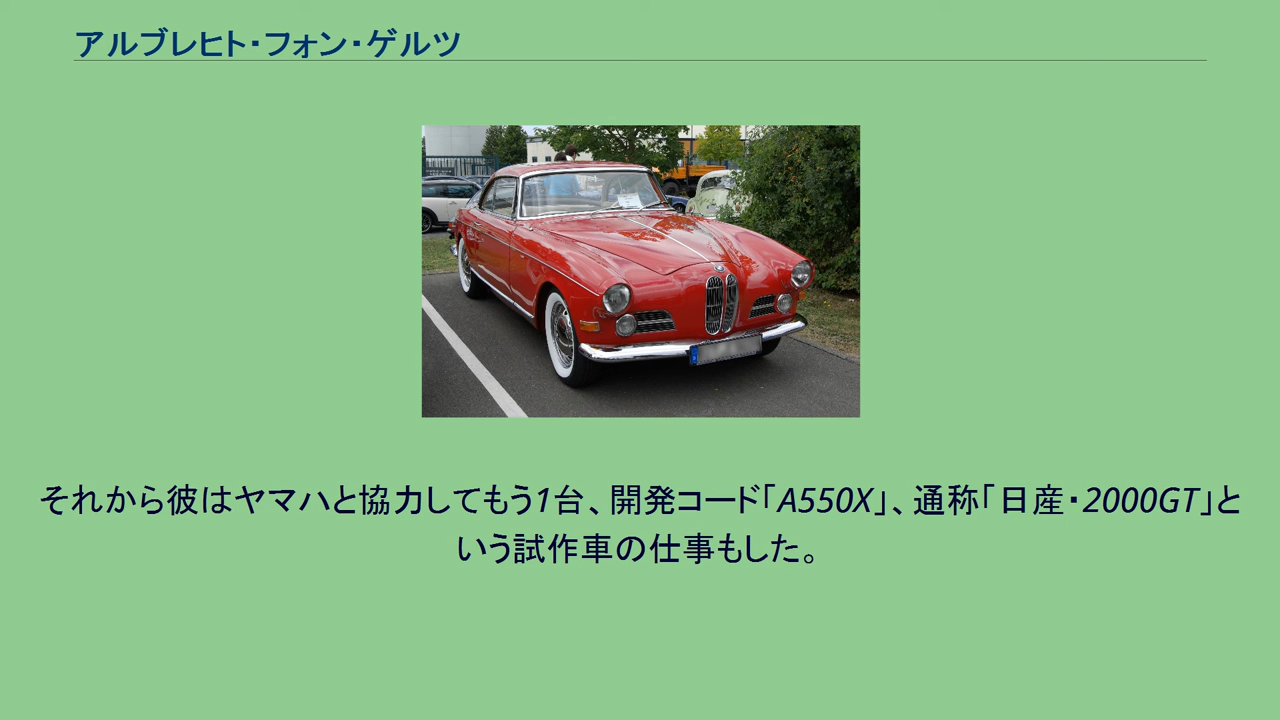 アルブレヒト・フォン・ゲルツ
それから彼はヤマハと協力してもう1台、開発コード「A550X」、通称「日産・2000GT」と
いう試作車の仕事もした。